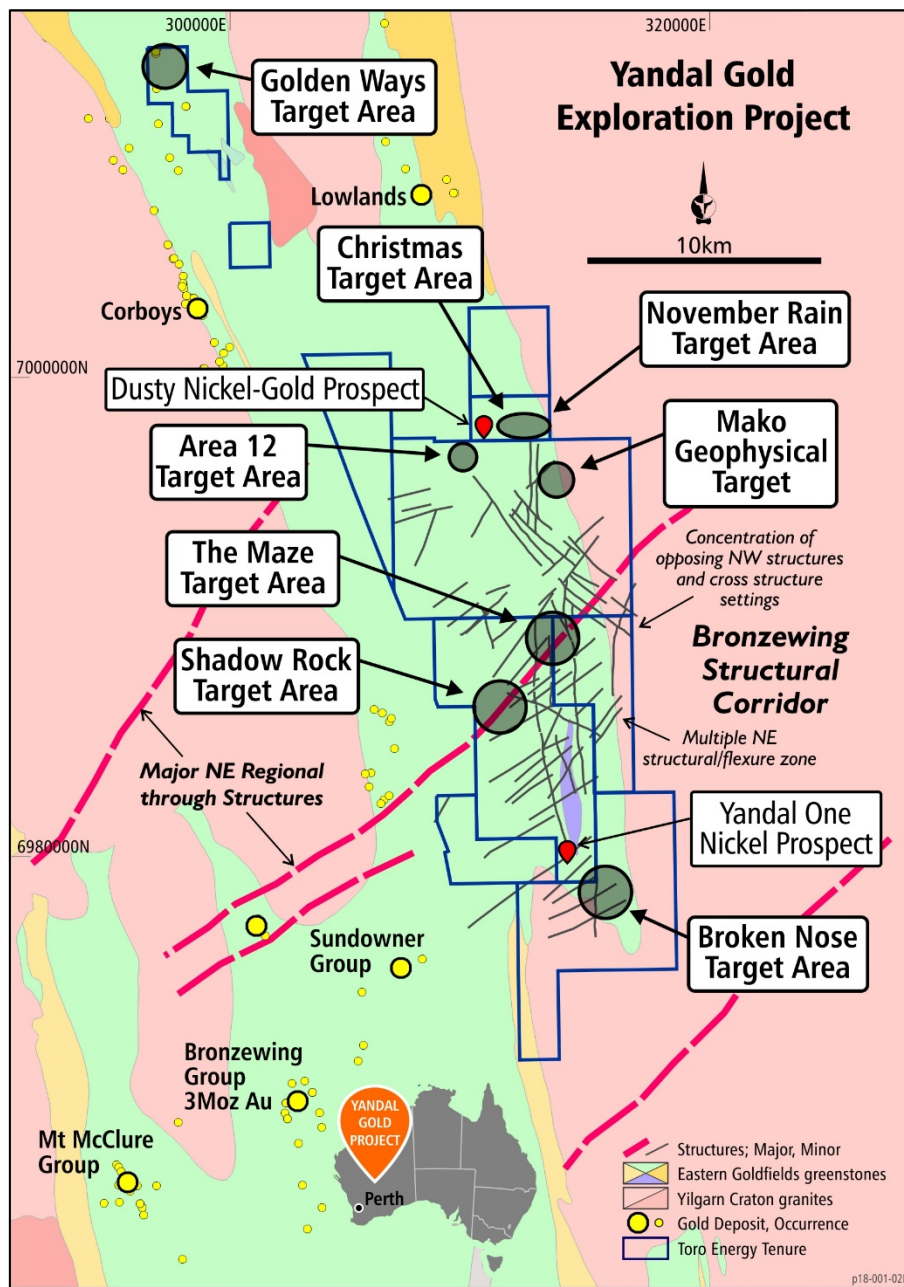 300000E
320000E
Yandal Gold
Exploration Project
Golden Ways
Target Area
Lowlands
10km
Christmas
Target Area
Corboys
November Rain
Target Area
7000000N
Dusty Nickel-Gold Prospect
Area 12
Target Area
Mako
Geophysical
Target
The Maze
Target Area
Concentration of
opposing NW structures
and cross structure
settings
Shadow Rock
Target Area
Bronzewing
Structural
Corridor
Multiple NE
structural/flexure zone
Major NE Regional
through Structures
Yandal One
Nickel Prospect
6980000N
Sundowner
Group
Broken Nose
Target Area
Bronzewing
Group
3Moz Au
YANDAL
GOLD
PROJECT
Mt McClure
Group
Perth
Structures; Major, Minor
Eastern Goldfields greenstones
Yilgarn Craton granites
Gold Deposit, Occurrence
Toro Energy Tenure